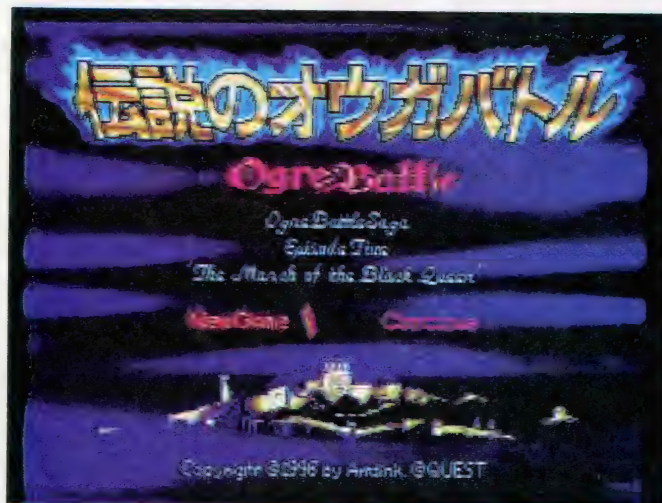 伝説のオウガバトル
Ogre Battle
Ogre Battle Saga
Episode Five
"The March of the Black Queen"
New Game Continue
Copyright ©1996 by Artdink, ©QUEST